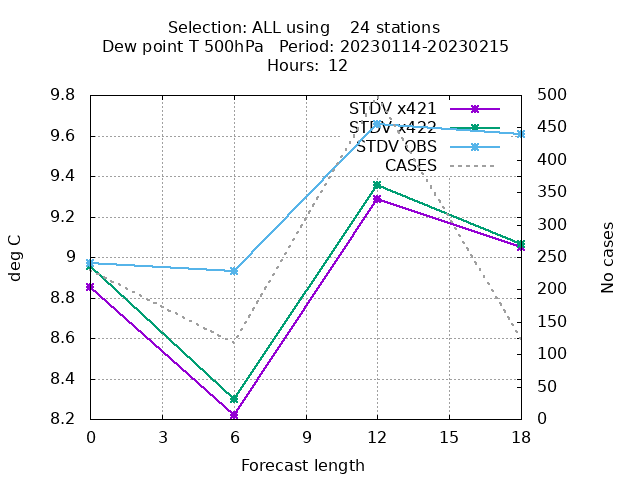 Selection: ALL using    24 stations
Dew point T 500hPa   Period: 20230114-20230215
Hours: 12
STDV x421
STDV x422
STDV OBS
CASES
9.8
9.6
9.4
9.2
9
8.8
8.6
8.4
8.2
deg C
500
450
400
350
300
250
200
150
100
50
0
No cases
0 3 6 9 12 15 18
Forecast length